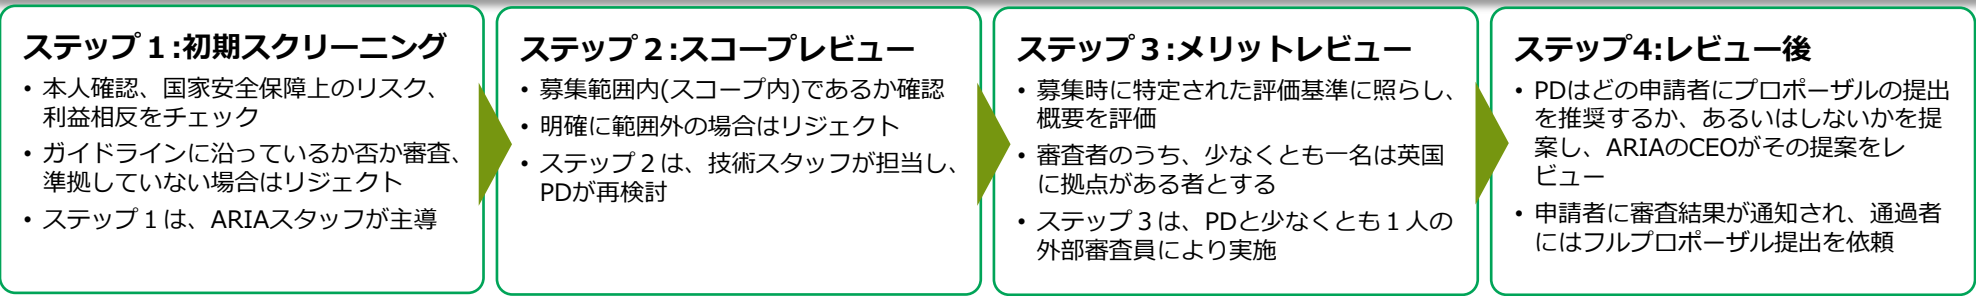 ステップ１:初期スクリーニング
• 本人確認、国家安全保障上のリスク、
利益相反をチェック
• ガイドラインに沿っているか否か審査、
準拠していない場合はリジェクト
• ステップ１は、ARIAスタッフが主導
ステップ２:スコープレビュー
• 募集範囲内(スコープ内)であるか確認
• 明確に範囲外の場合はリジェクト
• ステップ２は、技術スタッフが担当し、
PDが再検討
ステップ３:メリットレビュー
• 募集時に特定された評価基準に照らし、
概要を評価
• 審査者のうち、少なくとも一名は英国
に拠点がある者とする
• ステップ３は、PDと少なくとも１人の
外部審査員により実施
ステップ4:レビュー後
• PDはどの申請者にプロポーザルの提出
を推奨するか、あるいはしないかを提
案し、ARIAのCEOがその提案をレ
ビュー
• 申請者に審査結果が通知され、通過者
にはフルプロポーザル提出を依頼